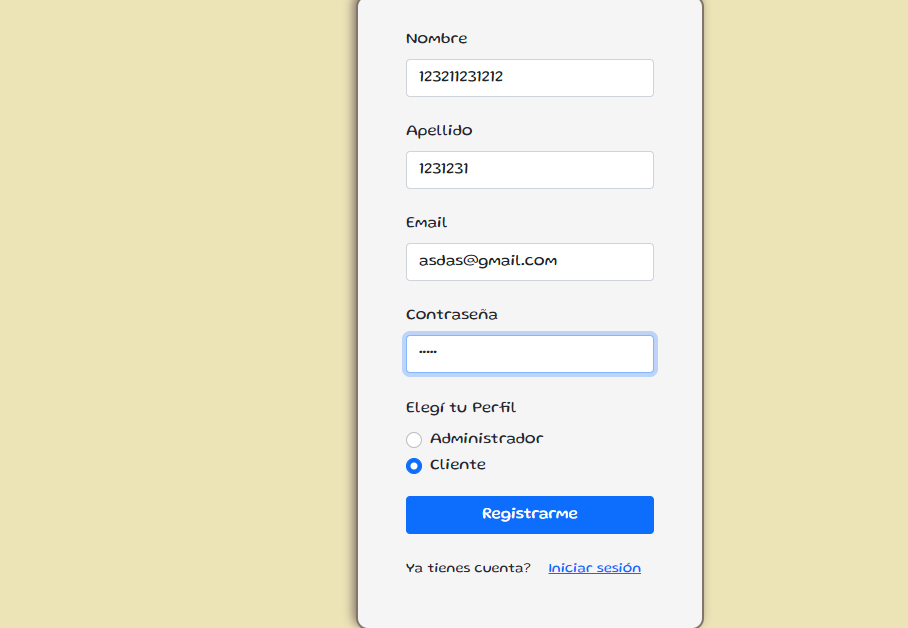 Nombre
123211231212
Apellido
1231231
Email
asdas@gmail.com
Contraseña
•••••
Elegí tu Perfil
Administrador
Cliente
Registrarme
Ya tienes cuenta? Iniciar sesión